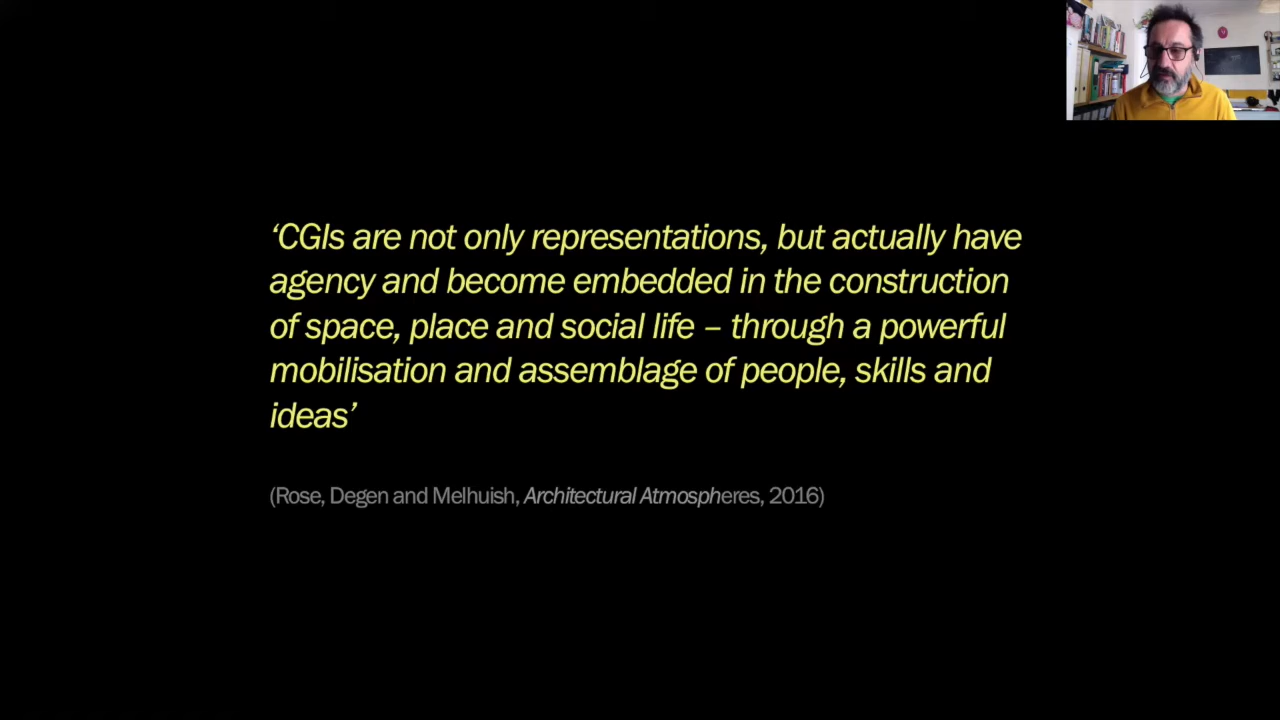 ‘CGIs are not only representations, but actually have
agency and become embedded in the construction
of space, place and social life – through a powerful
mobilisation and assemblage of people, skills and
ideas’
(Rose, Degen and Melhuish, Architectural Atmospheres, 2016)